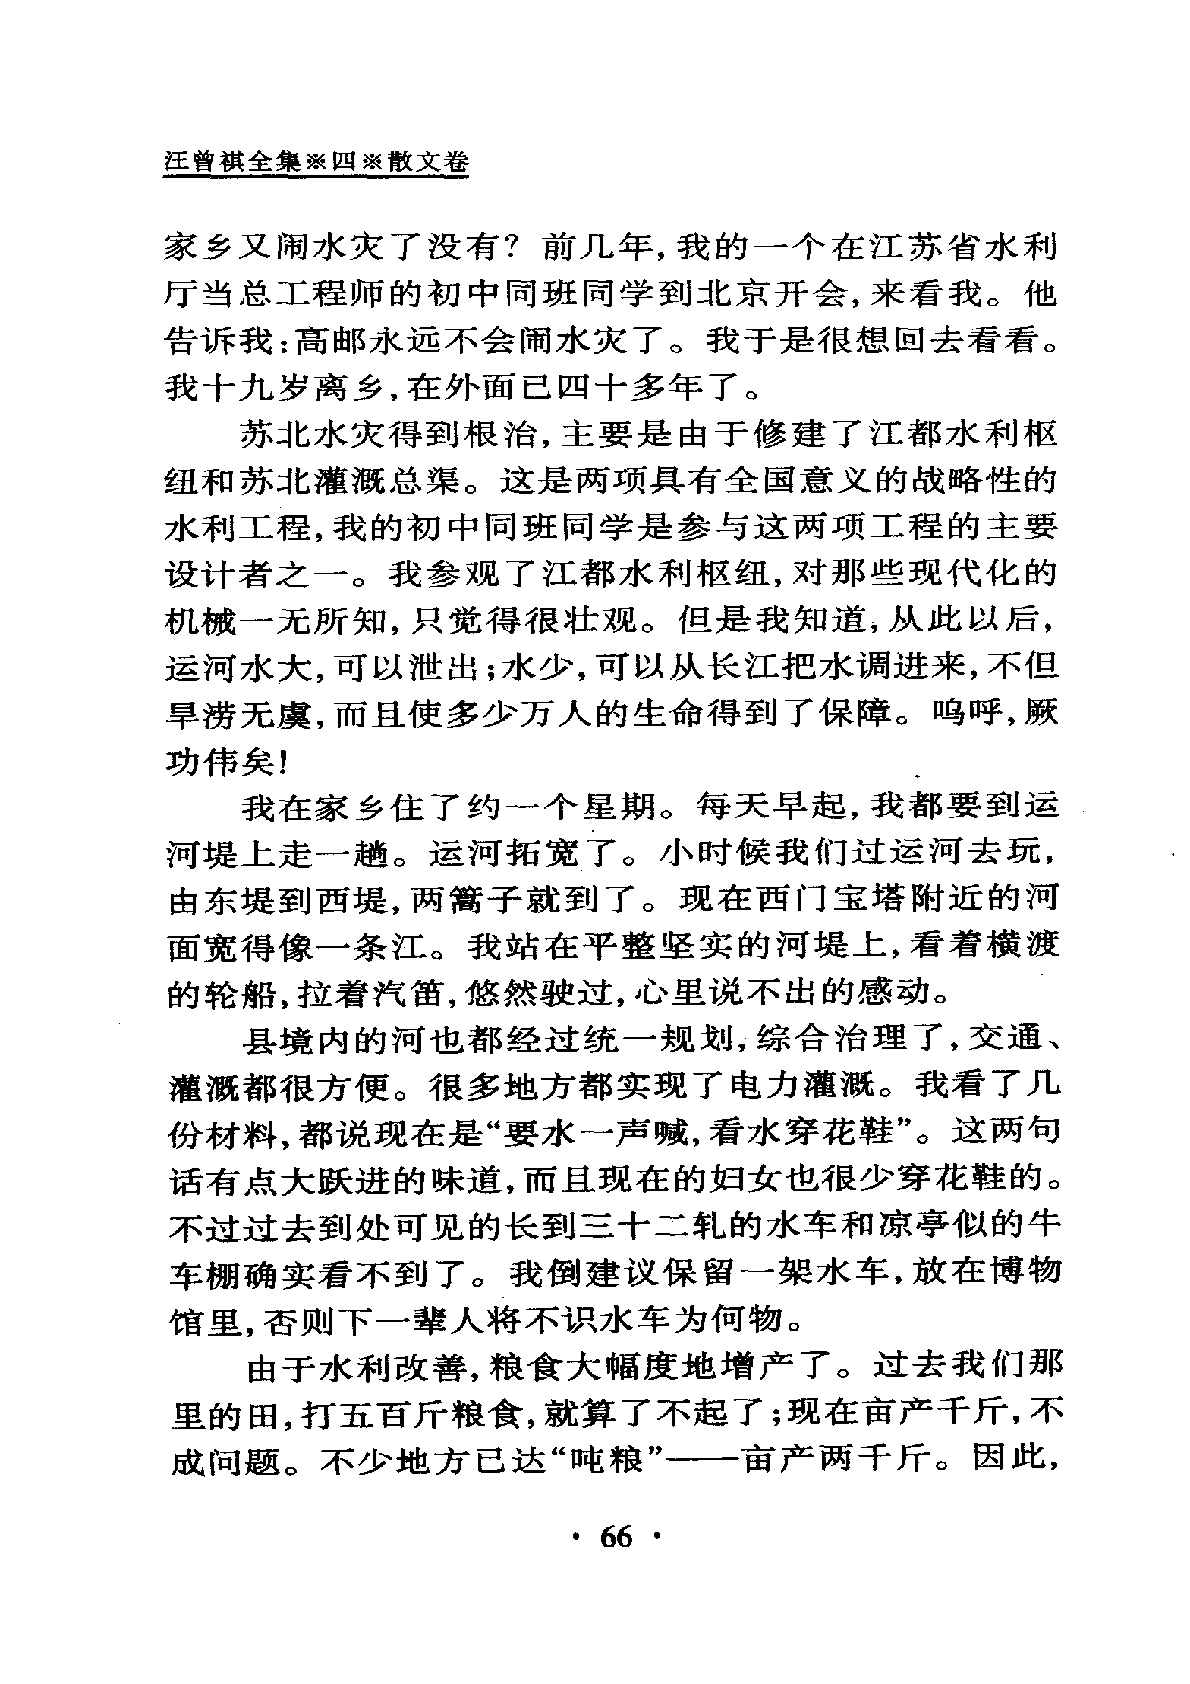 汪曾祺全集※四※散文卷
家乡又闹水灾了没有？前几年，我的一个在江苏省水利
厅当总工程师的初中同班同学到北京开会，来看我。他
告诉我：高邮永远不会闹水灾了。我于是很想回去看看。
我十九岁离乡，在外面已四十多年了。
苏北水灾得到根治，主要是由于修建了江都水利枢
纽和苏北灌溉总渠。这是两项具有全国意义的战略性的
水利工程，我的初中同班同学是参与这两项工程的主要
设计者之一。我参观了江都水利枢纽，对那些现代化的
机械一无所知，只觉得很壮观。但是我知道，从此以后，
运河水大，可以泄出；水少，可以从长江把水调进来，不但
旱涝无虞，而且使多少万人的生命得到了保障。呜呼，厥
功伟矣！
我在家乡住了约一个星期。每天早起，我都要到运
河堤上走一趟。运河拓宽了。小时候我们过运河去玩，
由东堤到西堤，两篙子就到了。现在西门宝塔附近的河
面宽得像一条江。我站在平整坚实的河堤上，看着横渡
的轮船，拉着汽笛，悠然驶过，心里说不出的感动。
县境内的河也都经过统一规划，综合治理了，交通、
灌溉都很方便。很多地方都实现了电力灌溉。我看了几
份材料，都说现在是“要水一声喊，看水穿花鞋”。这两句
话有点大跃进的味道，而且现在的妇女也很少穿花鞋的。
不过过去到处可见的长到三十二轧的水车和凉亭似的牛
车棚确实看不到了。我倒建议保留一架水车，放在博物
馆里，否则下一辈人将不识水车为何物。
由于水利改善，粮食大幅度地增产了。过去我们那
里的田，打五百斤粮食，就算了不起了；现在亩产千斤，不
成问题。不少地方已达“吨粮”——亩产两千斤。因此，
· 66 ·